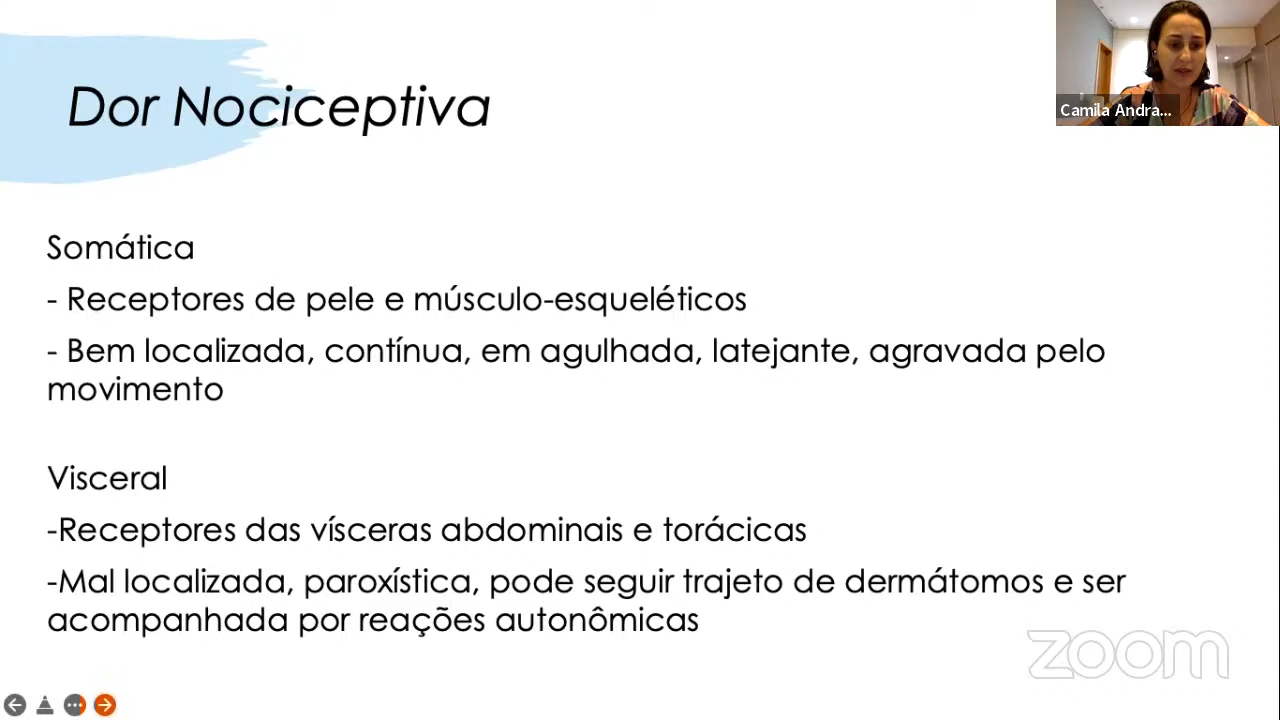 Dor Nociceptiva
Camila Andra...
Somática
- Receptores de pele e músculo-esqueléticos
- Bem localizada, contínua, em agulhada, latejante, agravada pelo
movimento
Visceral
-Receptores das vísceras abdominais e torácicas
-Mal localizada, paroxística, pode seguir trajeto de dermátomos e ser
acompanhada por reações autonômicas
zoom